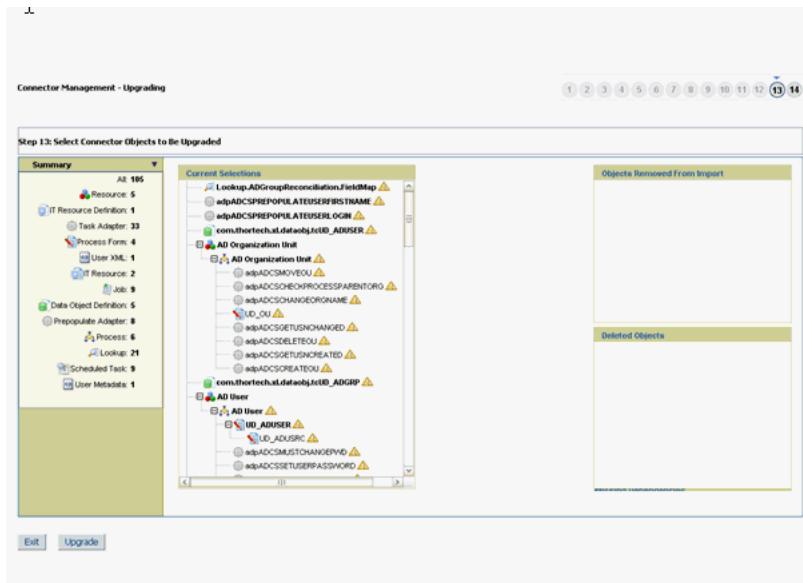 Connector Management - Upgrading
1 2 3 4 5 6 7 8 9 10 11 12 13 14
Step 13: Select Connector Objects to Be Upgraded
Summary
All: 105
Resource: 5
IT Resource Definition: 1
Task Adapter: 33
Process Form: 4
User XML: 1
IT Resource: 2
Job: 9
Data Object Definition: 5
Prepopulate Adapter: 8
Process: 6
Lookup: 21
Scheduled Task: 9
User Metadata: 1
Current Selections
Lookup.ADGroupReconciliation.FieldMap
adpADCSPREPOPULATEUSERFIRSTNAME
adpADCSPREPOPULATEUSERLOGIN
com.thortech.xl.dataobj.tcUD_ADUSER
AD Organization Unit
AD Organization Unit
adpADCSMOVEOU
adpADCSCHECKPROCESSPARENTORG
adpADCSCHANGEORGNAME
UD_OU
adpADCSGETUSNCHANGED
adpADCSDELETEOU
adpADCSGETUSNCREATED
adpADCSCREATEOU
com.thortech.xl.dataobj.tcUD_ADGRP
AD User
AD User
UD_ADUSER
UD_ADUSRC
adpADCSMUSTCHANGEPWD
adpADCSSETUSERPASSWORD
Objects Removed From Import
Deleted Objects
Exit
Upgrade